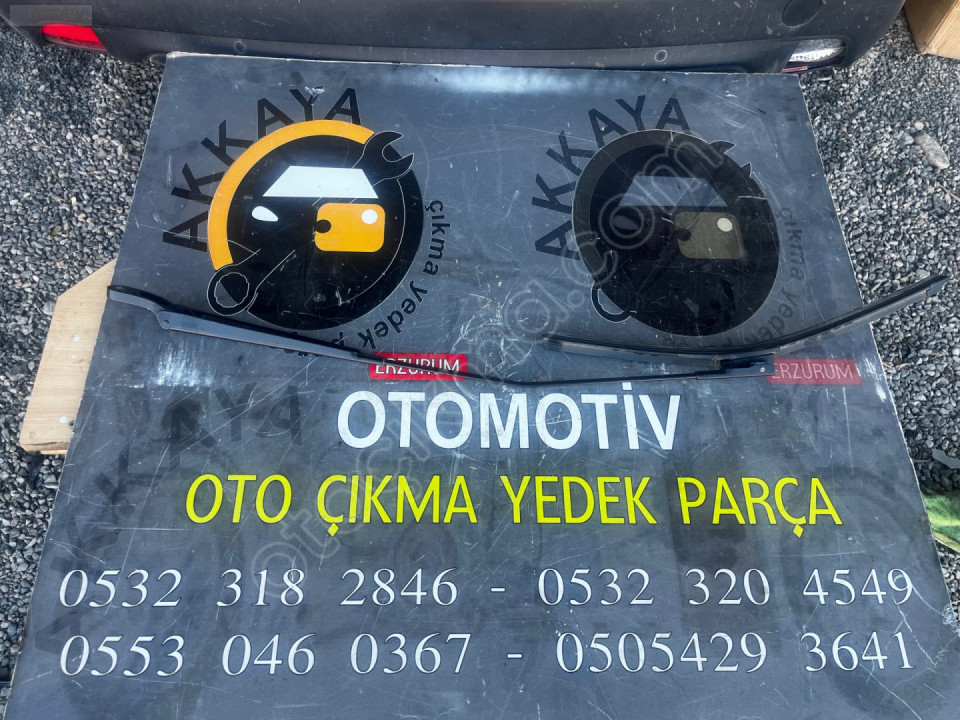 AKKAYA
çıkma yedek
AKKAYA
çıkma yedek
ERZURUM
ERZURUM
OTOMOTİV
OTO ÇIKMA YEDEK PARÇA
0532 318 2846 - 0532 320 4549
0553 046 0367 - 0505429 3641